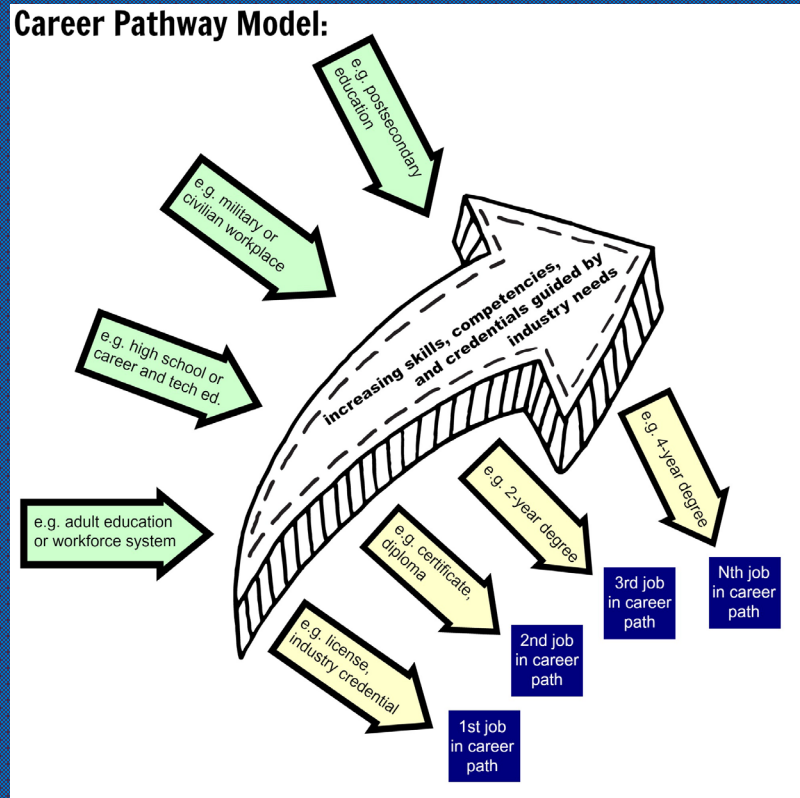 Career Pathway Model:
e.g. postsecondary
education
e.g. military or
civilian workplace
e.g. high school or
career and tech ed.
e.g. adult education
or workforce system
increasing skills, competencies,
and credentials guided by
industry needs
e.g. license,
industry credential
1st job
in career
path
e.g. certificate,
diploma
2nd job
in career
path
e.g. 2-year degree
3rd job
in career
path
e.g. 4-year degree
Nth job
in career
path